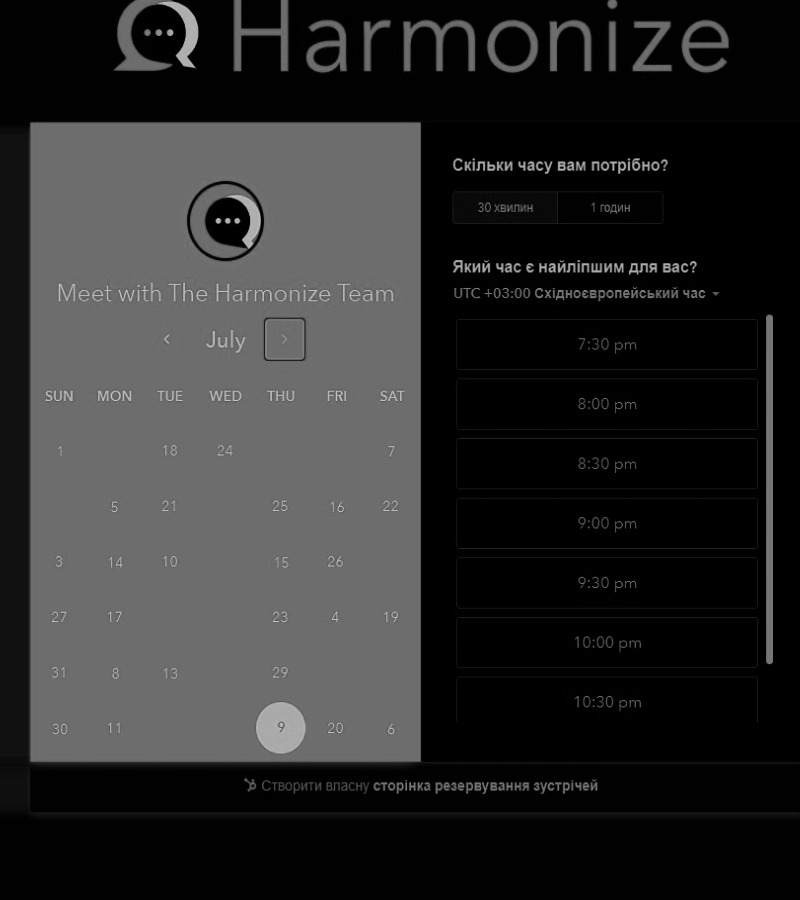 Harmonize
Meet with The Harmonize Team
July
SUN MON TUE WED THU FRI SAT
1 18 24 7
5 21 25 16 22
3 14 10 15 26
27 17 23 4 19
31 8 13 29
30 11 9 20 6
Скільки часу вам потрібно?
30 хвилин 1 годин
Який час є найліпшим для вас?
UTC +03:00 Східноєвропейський час
7:30 pm
8:00 pm
8:30 pm
9:00 pm
9:30 pm
10:00 pm
10:30 pm
Створити власну сторінка резервування зустрічей